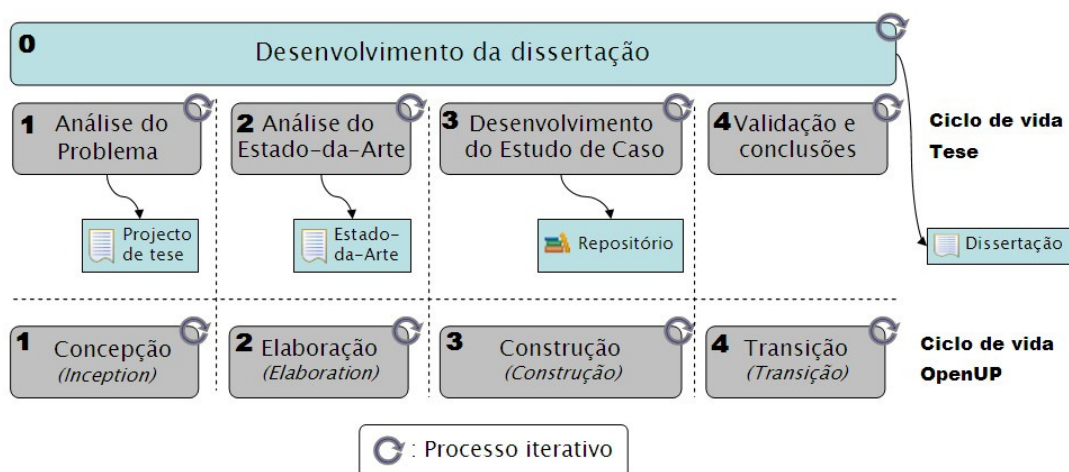 0
Desenvolvimento da dissertação
1 Análise do
Problema
2 Análise do
Estado-da-Arte
3 Desenvolvimento
do Estudo de Caso
4 Validação e
conclusões
Ciclo de vida
Tese
Projecto
de tese
Estado-
da-Arte
Repositório
Dissertação
1 Concepção
(Inception)
2 Elaboração
(Elaboration)
3 Construção
(Construção)
4 Transição
(Transição)
Ciclo de vida
OpenUP
: Processo iterativo